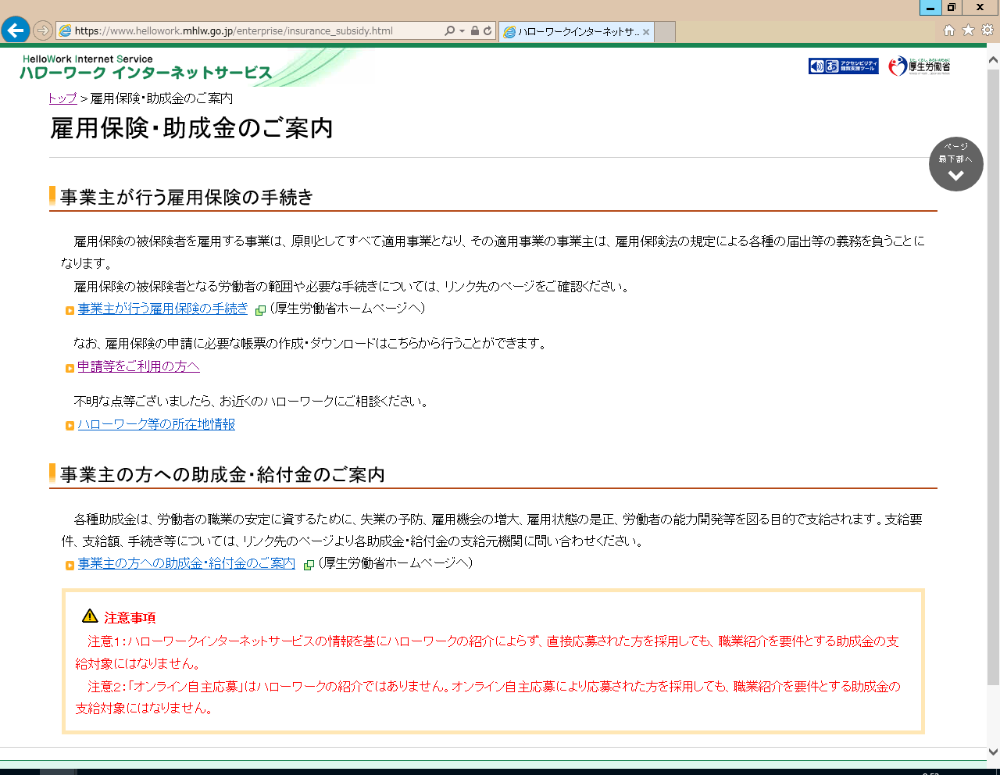 https://www.hellowork.mhlw.go.jp/enterprise/insurance_subsidy.html
ハローワークインターネットサ...
HelloWork Internet Service
ハローワーク インターネットサービス
アクセシビリティ
閲覧支援ツール
厚生労働省
トップ > 雇用保険・助成金のご案内
雇用保険・助成金のご案内
ページ
最下部へ
事業主が行う雇用保険の手続き
雇用保険の被保険者を雇用する事業は、原則としてすべて適用事業となり、その適用事業の事業主は、雇用保険法の規定による各種の届出等の義務を負うことに
なります。
雇用保険の被保険者となる労働者の範囲や必要な手続きについては、リンク先のページをご確認ください。
事業主が行う雇用保険の手続き (厚生労働省ホームページへ)
なお、雇用保険の申請に必要な帳票の作成・ダウンロードはこちらから行うことができます。
申請等をご利用の方へ
不明な点等ございましたら、お近くのハローワークにご相談ください。
ハローワーク等の所在地情報
事業主の方への助成金・給付金のご案内
各種助成金は、労働者の職業の安定に資するために、失業の予防、雇用機会の増大、雇用状態の是正、労働者の能力開発等を図る目的で支給されます。支給要
件、支給額、手続き等については、リンク先のページより各助成金・給付金の支給元機関に問い合わせください。
事業主の方への助成金・給付金のご案内 (厚生労働省ホームページへ)
注意事項
注意1:ハローワークインターネットサービスの情報を基にハローワークの紹介によらず、直接応募された方を採用しても、職業紹介を要件とする助成金の支
給対象にはなりません。
注意2:「オンライン自主応募」はハローワークの紹介ではありません。オンライン自主応募により応募された方を採用しても、職業紹介を要件とする助成金の
支給対象にはなりません。